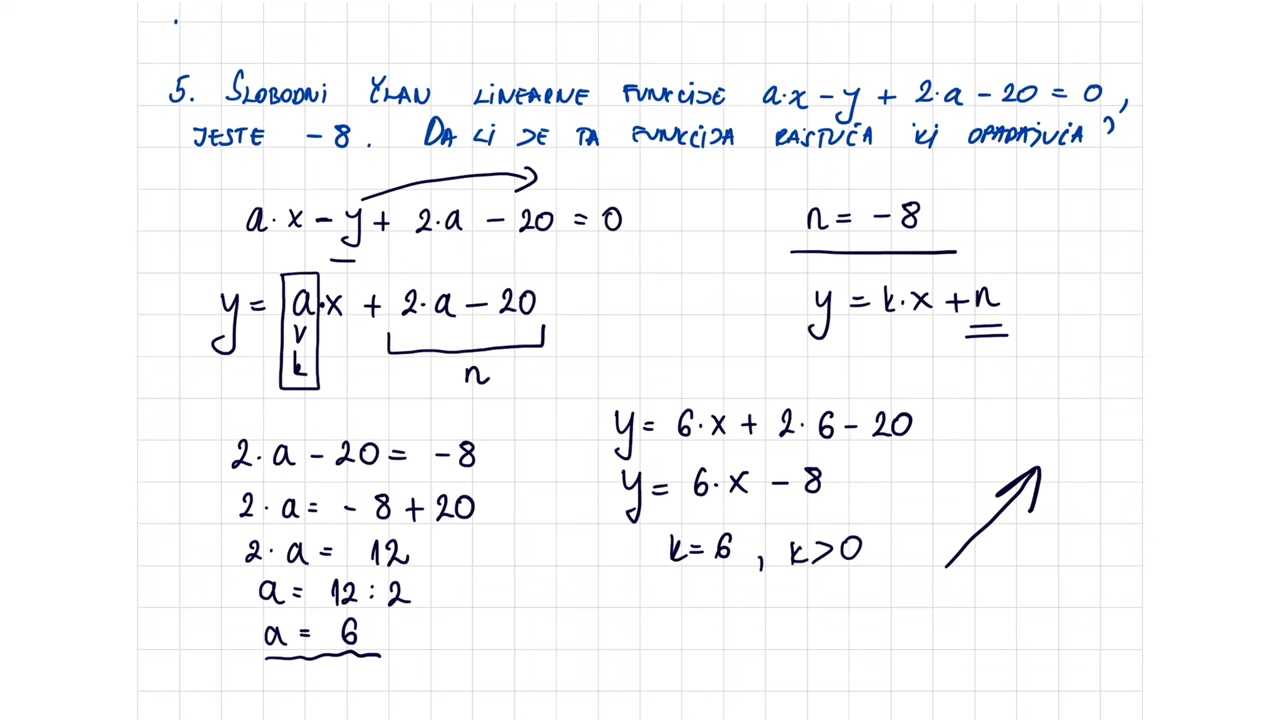 5. SLOBODNI ČLAN LINEARNE FUNKCIJE a·x - y + 2·a - 20 = 0,
JESTE -8. DA LI JE TA FUNKCIJA RASTUĆA ILI OPADAJUĆA?
a·x - y + 2·a - 20 = 0
n = -8
y = a·x + 2·a - 20
y = k·x + n
k
n
y = 6·x + 2·6 - 20
2·a - 20 = -8
y = 6·x - 8
2·a = -8 + 20
k = 6, k > 0
2·a = 12
a = 12 : 2
a = 6